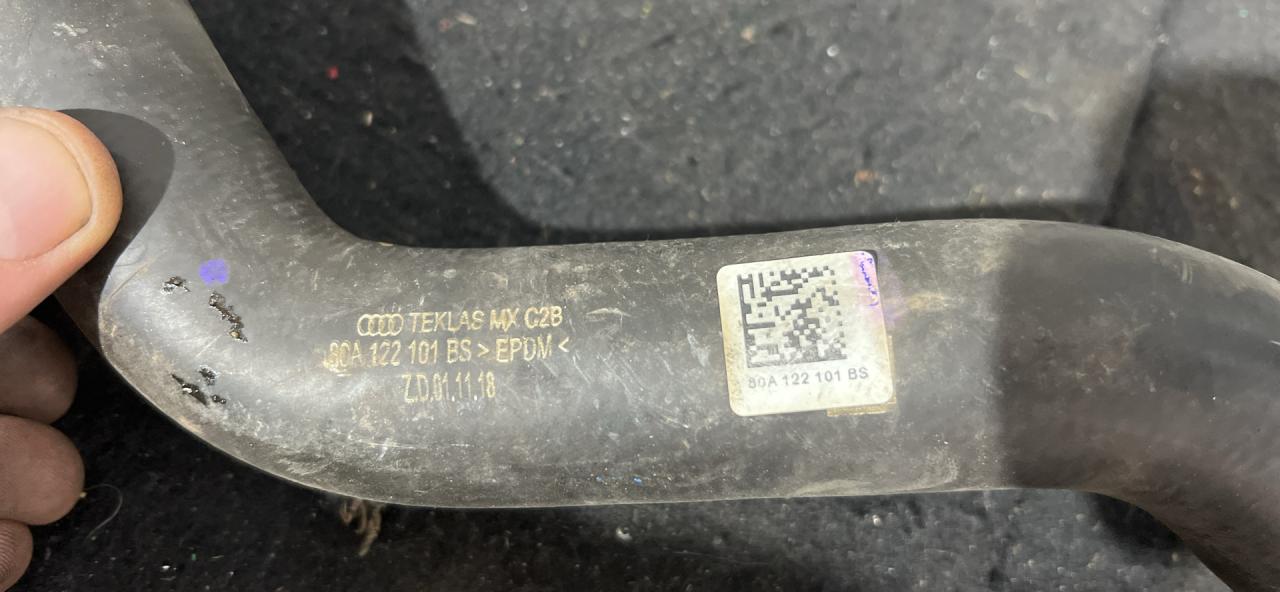 TEKLAS MX C2B
80A 122 101 BS > EPDM <
Z.D.01.11.18
80A 122 101 BS